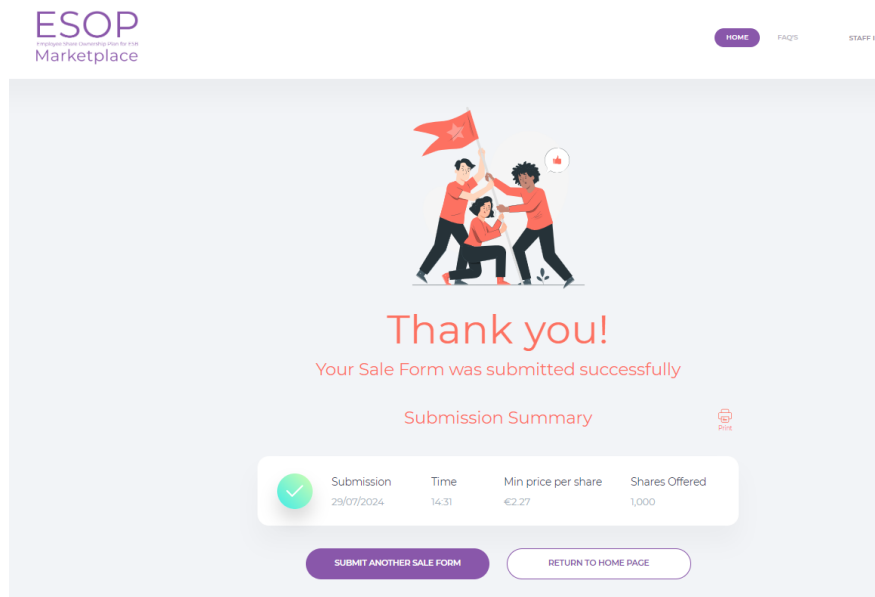 ESOP
Employee Share Ownership Plan for ESB
Marketplace
HOME FAQ'S STAFF
Thank you!
Your Sale Form was submitted successfully
Submission Summary
Print
Submission Time Min price per share Shares Offered
29/07/2024 14:31 €2.27 1,000
SUBMIT ANOTHER SALE FORM RETURN TO HOME PAGE